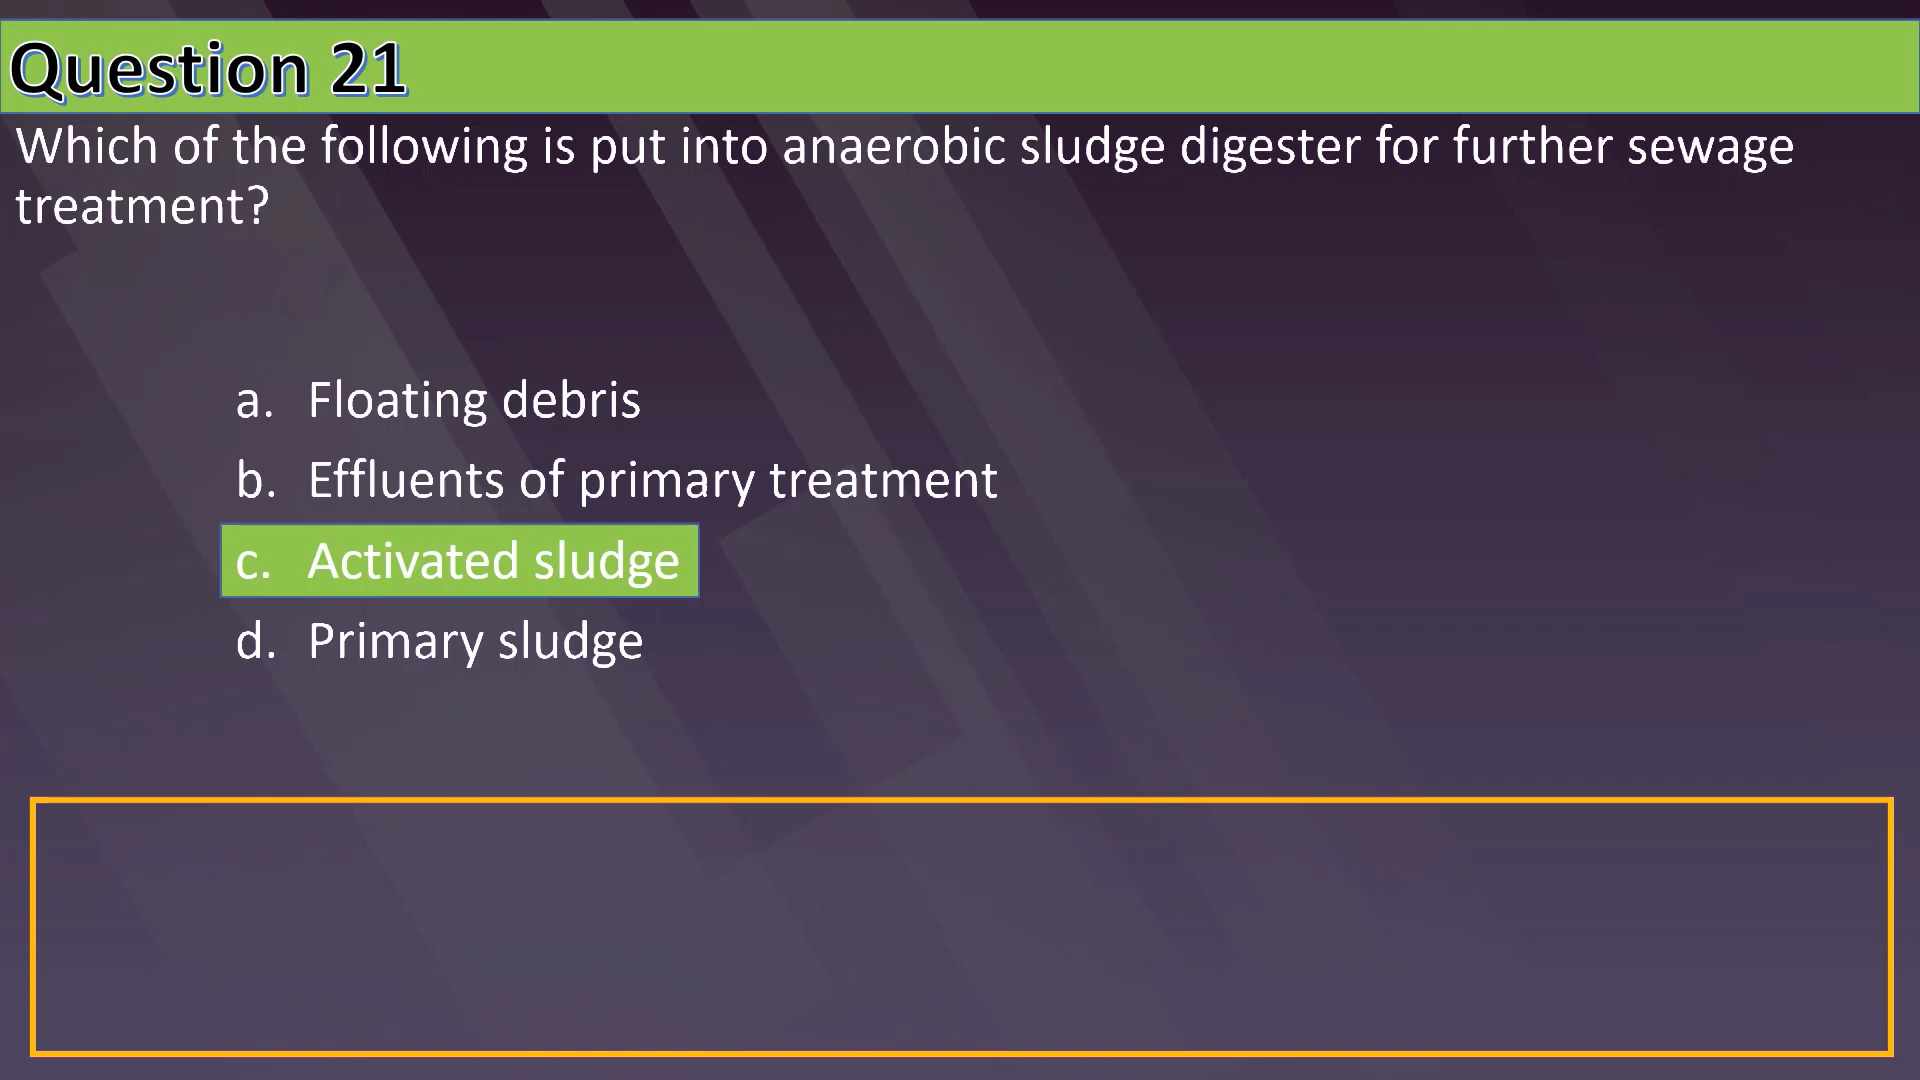 Question 21
Which of the following is put into anaerobic sludge digester for further sewage
treatment?
a. Floating debris
b. Effluents of primary treatment
c. Activated sludge
d. Primary sludge